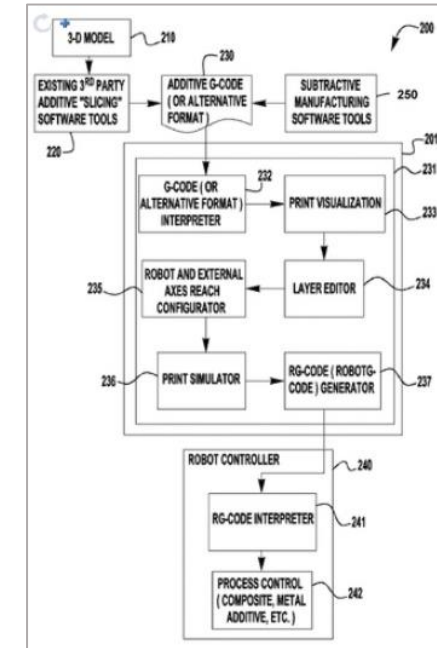 200
3-D MODEL
210
230
EXISTING 3RD PARTY
ADDITIVE "SLICING"
SOFTWARE TOOLS
220
ADDITIVE G-CODE
( OR ALTERNATIVE
FORMAT )
SUBTRACTIVE
MANUFACTURING
SOFTWARE TOOLS
250
201
231
G-CODE ( OR
ALTERNATIVE FORMAT )
INTERPRETER
232
PRINT VISUALIZATION
233
235
ROBOT AND EXTERNAL
AXES REACH
CONFIGURATOR
LAYER EDITOR
234
236
PRINT SIMULATOR
RG-CODE ( ROBOTG-
CODE ) GENERATOR
237
ROBOT CONTROLLER
240
RG-CODE INTERPRETER
241
PROCESS CONTROL
( COMPOSITE, METAL
ADDITIVE, ETC. )
242